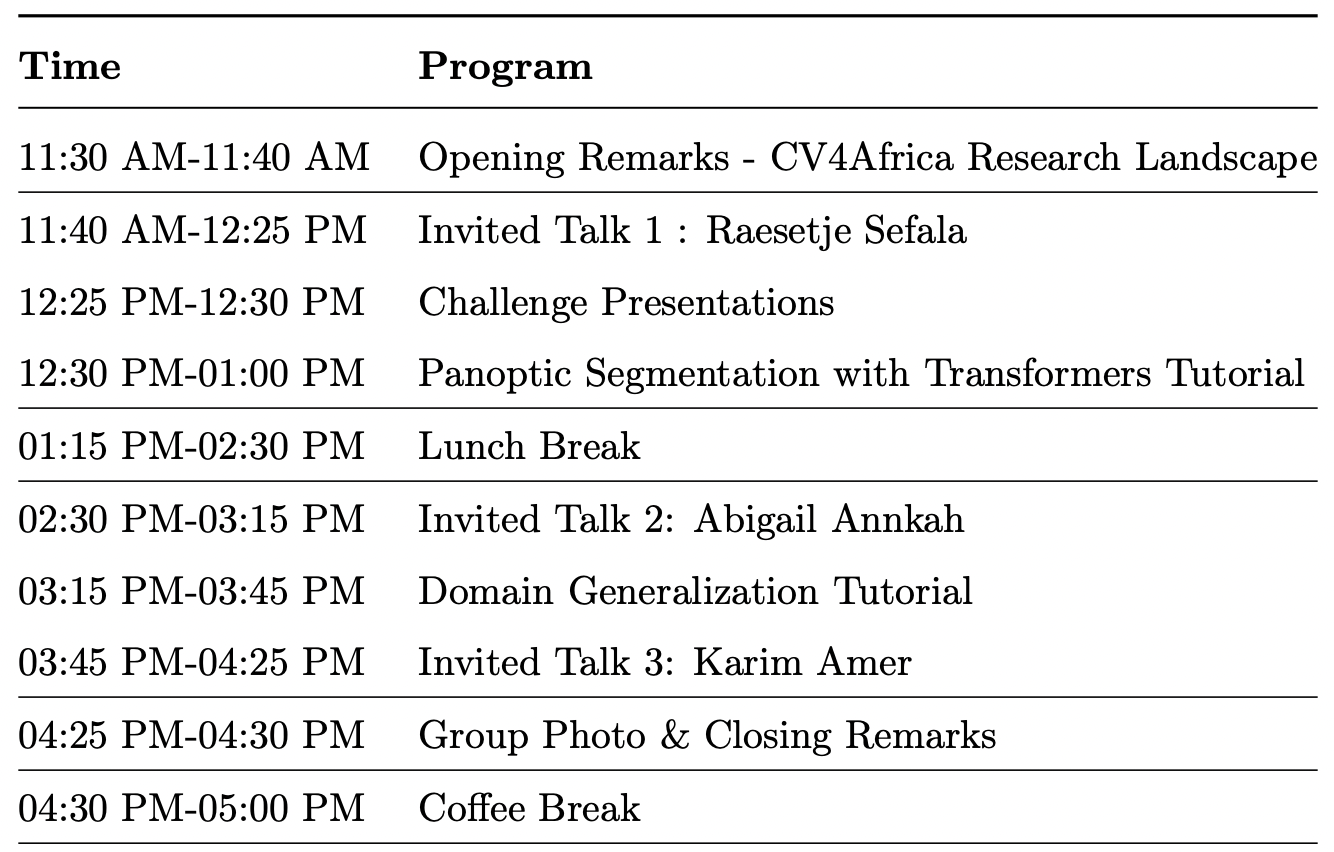 Time Program
11:30 AM-11:40 AM Opening Remarks - CV4Africa Research Landscape
11:40 AM-12:25 PM Invited Talk 1 : Raesetje Sefala
12:25 PM-12:30 PM Challenge Presentations
12:30 PM-01:00 PM Panoptic Segmentation with Transformers Tutorial
01:15 PM-02:30 PM Lunch Break
02:30 PM-03:15 PM Invited Talk 2: Abigail Annkah
03:15 PM-03:45 PM Domain Generalization Tutorial
03:45 PM-04:25 PM Invited Talk 3: Karim Amer
04:25 PM-04:30 PM Group Photo & Closing Remarks
04:30 PM-05:00 PM Coffee Break